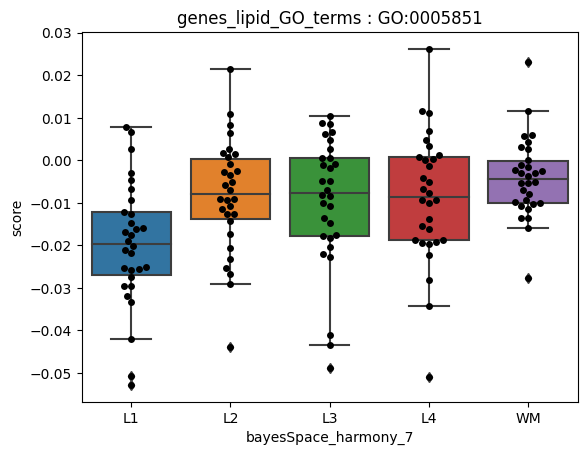 genes_lipid_GO_terms : GO:0005851
0.03
0.02
0.01
0.00
−0.01
−0.02
−0.03
−0.04
−0.05
score
L1 L2 L3 L4 WM
bayesSpace_harmony_7